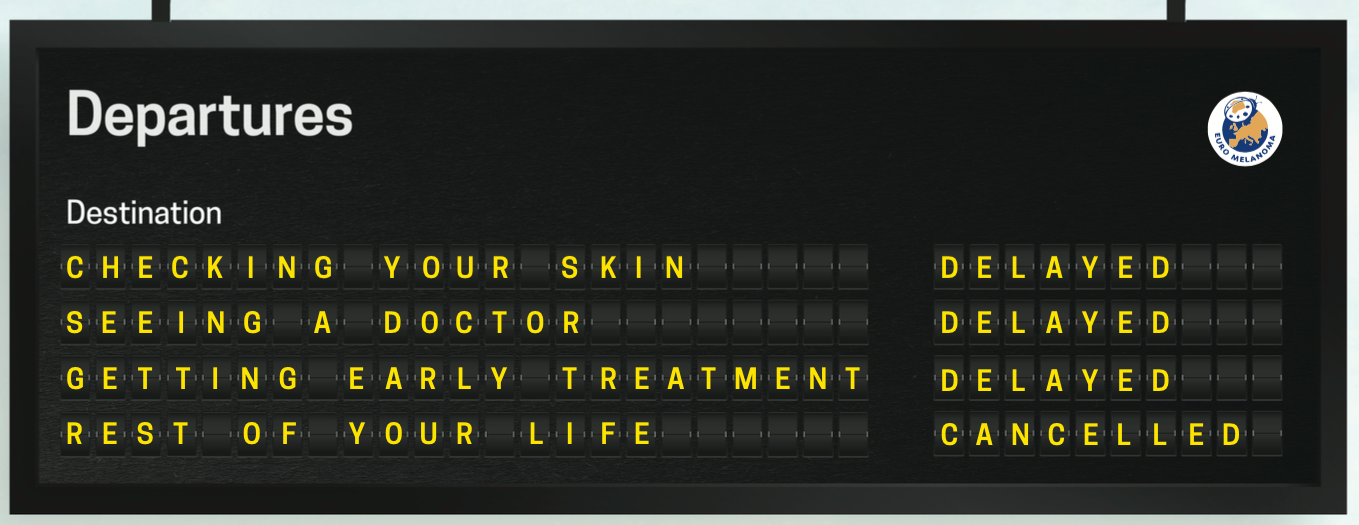 Departures
EURO MELANOMA
Destination
CHECKING YOUR SKIN DELAYED
SEEING A DOCTOR DELAYED
GETTING EARLY TREATMENT DELAYED
REST OF YOUR LIFE CANCELLED